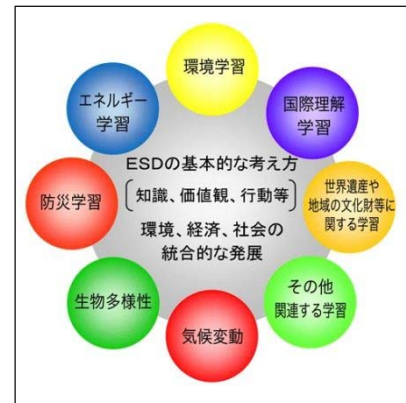 環境学習
国際理解
学習
世界遺産や
地域の文化財等に
関する学習
その他
関連する学習
気候変動
生物多様性
防災学習
エネルギー
学習
ESDの基本的な考え方
[知識、価値観、行動等]
環境、経済、社会の
統合的な発展